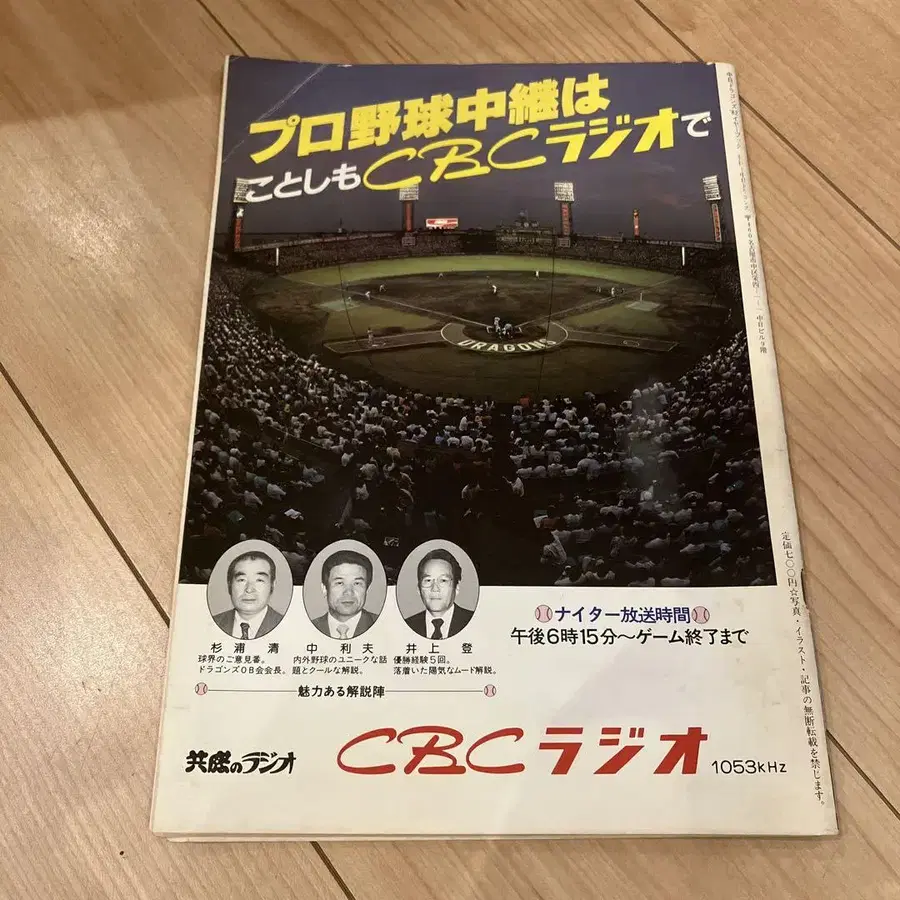 プロ野球中継は
ことしもCBCラジオで
DRAGONS
杉浦 清
球界のご意見番。
ドラゴンズOB会会長。
中 利夫
内外野球のユニークな話
題とクールな解説。
井上 登
優勝経験5回。
落着いた陽気なムード解説。
魅力ある解説陣
ナイター放送時間
午後6時15分〜ゲーム終了まで
共感のラジオ
CBCラジオ 1053kHz
中日ビル9階
定価七〇〇円☆写真・イラスト・記事の無断転載を禁じます。